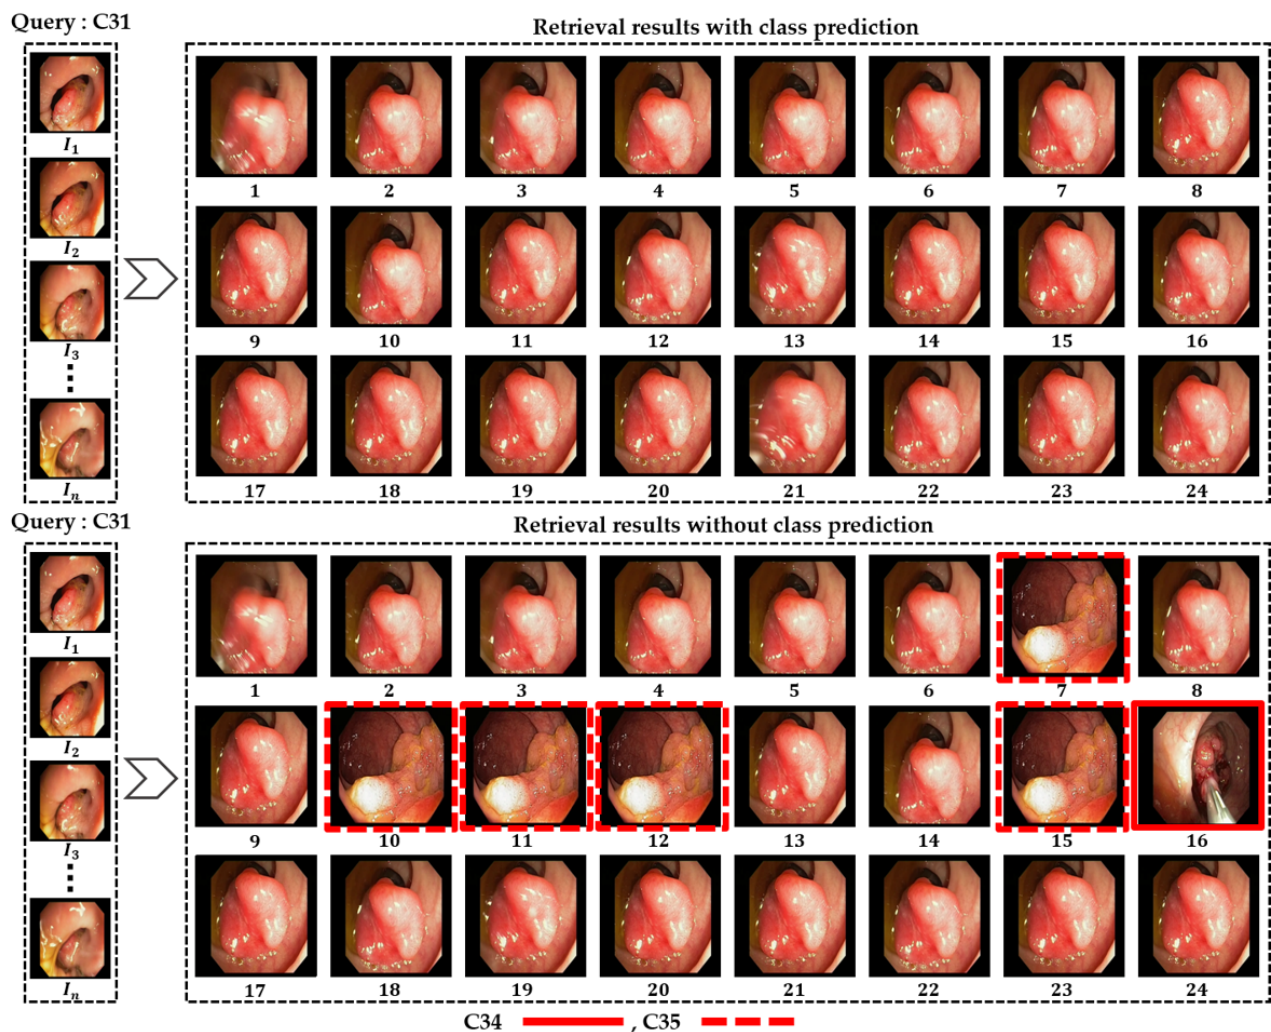 Query : C31
Retrieval results with class prediction
I1
I2
I3
In
1 2 3 4 5 6 7 8
9 10 11 12 13 14 15 16
17 18 19 20 21 22 23 24
Query : C31
Retrieval results without class prediction
I1
I2
I3
In
1 2 3 4 5 6 7 8
9 10 11 12 13 14 15 16
17 18 19 20 21 22 23 24
C34 , C35